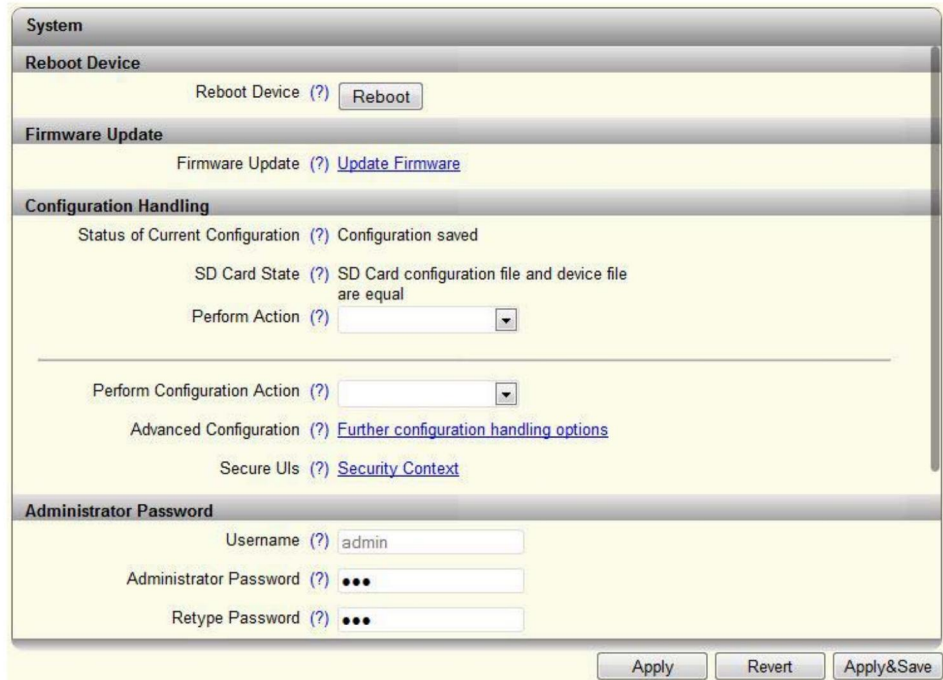 System
Reboot Device
Reboot Device (?) Reboot
Firmware Update
Firmware Update (?) Update Firmware
Configuration Handling
Status of Current Configuration (?) Configuration saved
SD Card State (?) SD Card configuration file and device file
are equal
Perform Action (?)
Perform Configuration Action (?)
Advanced Configuration (?) Further configuration handling options
Secure UIs (?) Security Context
Administrator Password
Username (?) admin
Administrator Password (?) •••
Retype Password (?) •••
Apply Revert Apply&Save